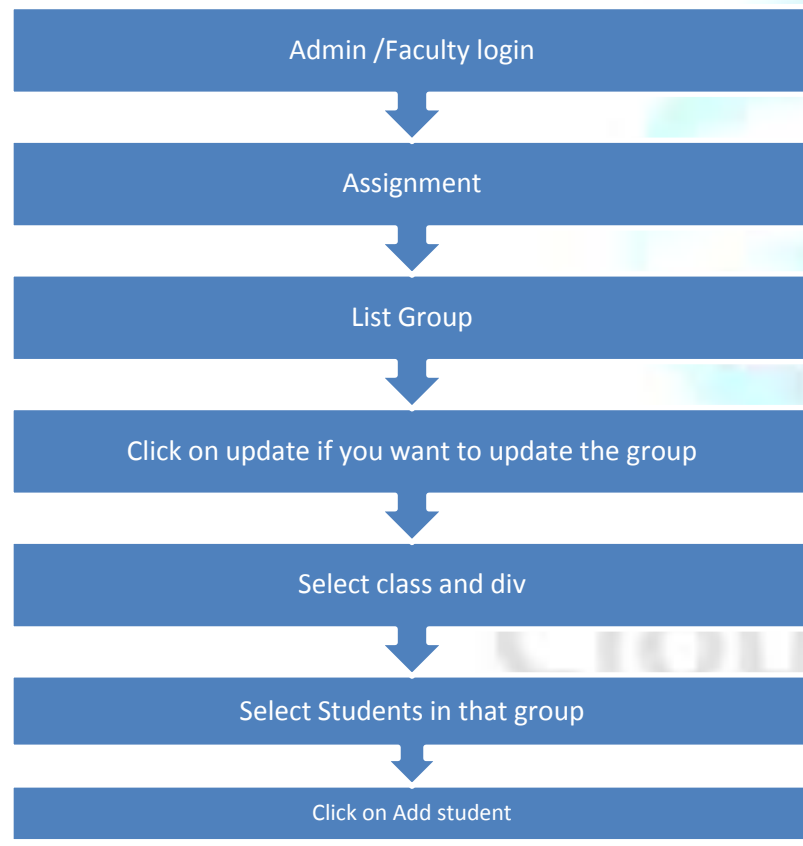 Admin /Faculty login
Assignment
List Group
Click on update if you want to update the group
Select class and div
Select Students in that group
Click on Add student